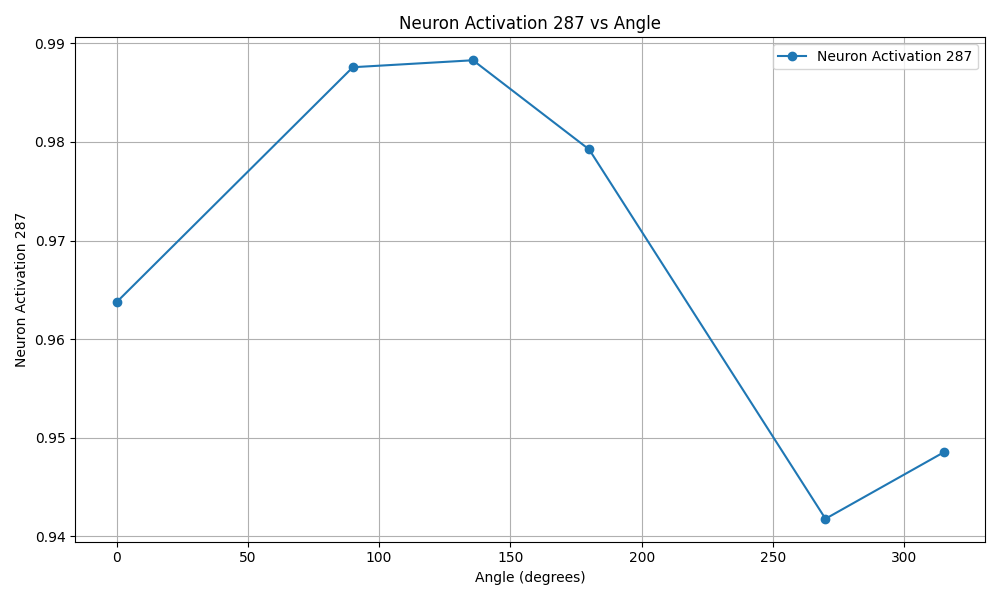 Neuron Activation 287 vs Angle
Neuron Activation 287
0.99
0.98
0.97
0.96
0.95
0.94
Neuron Activation 287
0 50 100 150 200 250 300
Angle (degrees)